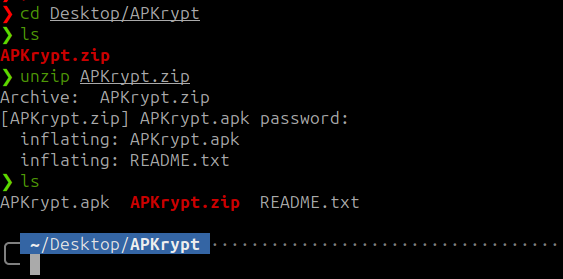 ❯ cd Desktop/APKrypt
❯ ls
APKrypt.zip
❯ unzip APKrypt.zip
Archive:  APKrypt.zip
[APKrypt.zip] APKrypt.apk password:
  inflating: APKrypt.apk
  inflating: README.txt
❯ ls
APKrypt.apk  APKrypt.zip  README.txt
~/Desktop/APKrypt